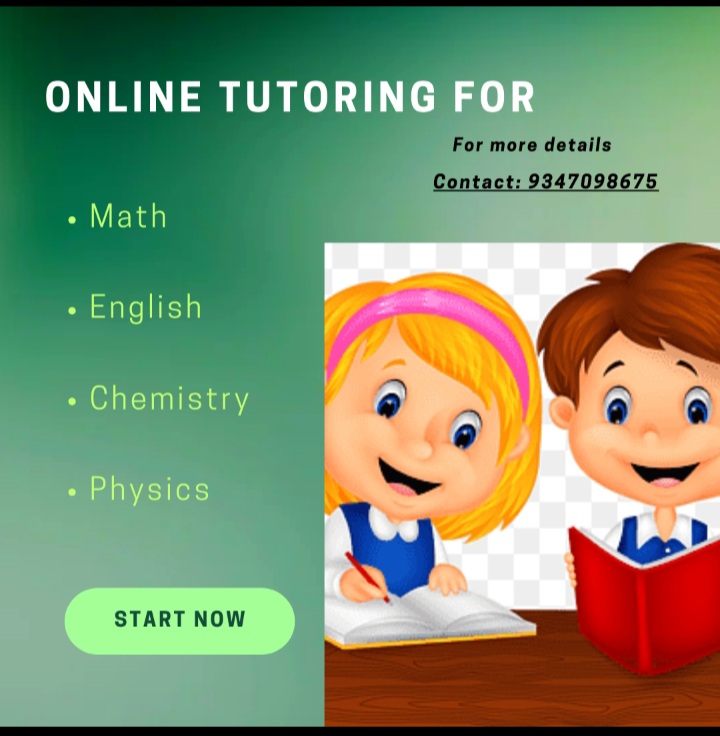 ONLINE TUTORING FOR
For more details
Contact: 9347098675
• Math
• English
• Chemistry
• Physics
START NOW